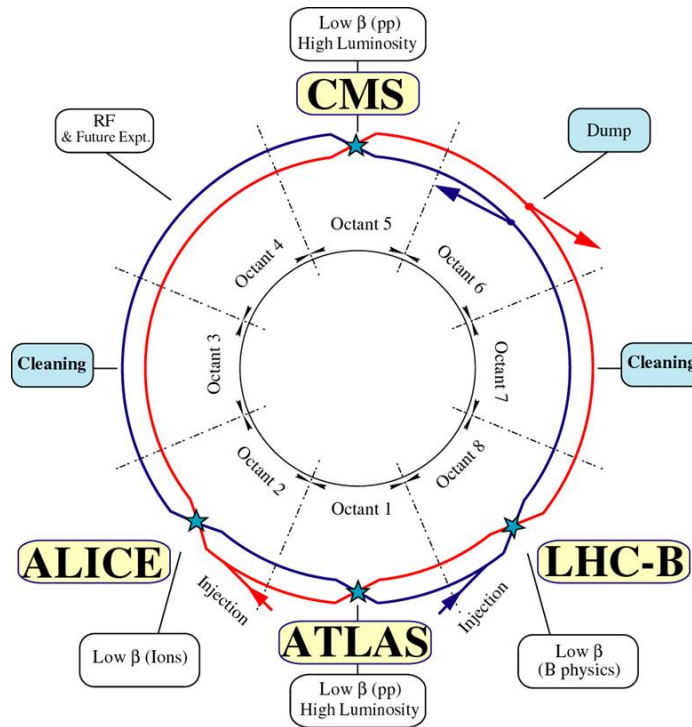 Low β (pp)
High Luminosity
CMS
RF
& Future Expt.
Dump
Octant 5
Octant 4
Octant 6
Cleaning
Octant 3
Octant 7
Cleaning
Octant 2
Octant 8
Octant 1
ALICE
LHC-B
Injection
Injection
ATLAS
Low β (Ions)
Low β
(B physics)
Low β (pp)
High Luminosity